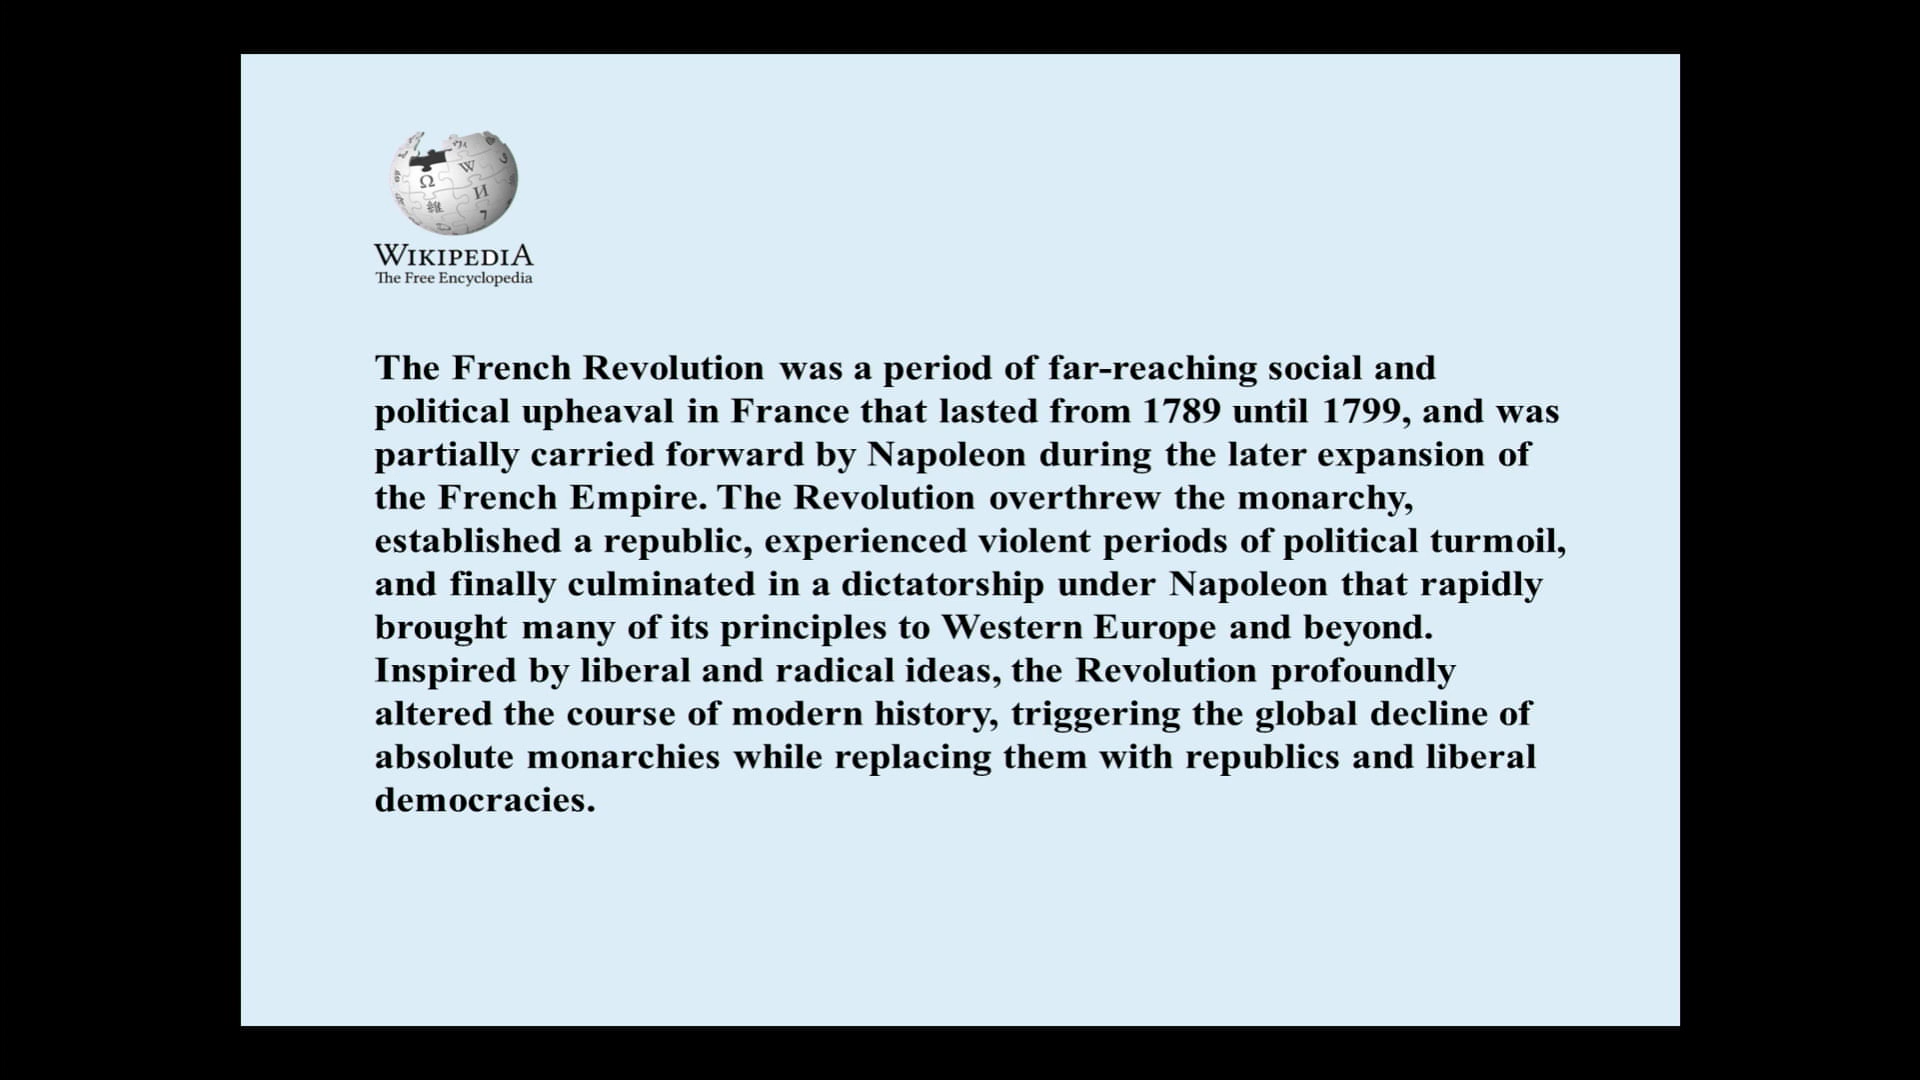 WIKIPEDIA
The Free Encyclopedia
The French Revolution was a period of far-reaching social and
political upheaval in France that lasted from 1789 until 1799, and was
partially carried forward by Napoleon during the later expansion of
the French Empire. The Revolution overthrew the monarchy,
established a republic, experienced violent periods of political turmoil,
and finally culminated in a dictatorship under Napoleon that rapidly
brought many of its principles to Western Europe and beyond.
Inspired by liberal and radical ideas, the Revolution profoundly
altered the course of modern history, triggering the global decline of
absolute monarchies while replacing them with republics and liberal
democracies.